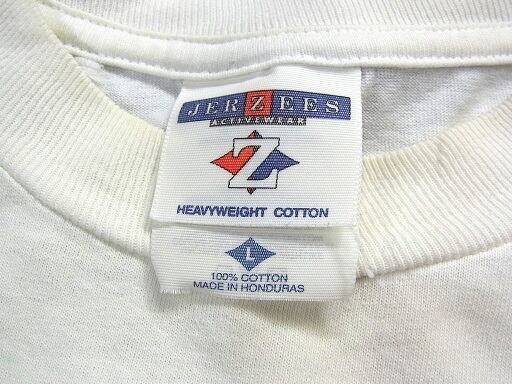 JERZEES
ACTIVEWEAR
Z
HEAVYWEIGHT COTTON
L
100% COTTON
MADE IN HONDURAS